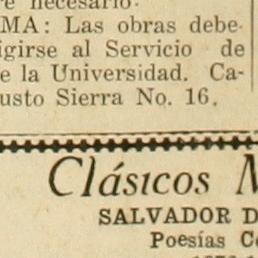 re necesario.
MA: Las obras debe-
igirse al Servicio de
e la Universidad. Ca-
usto Sierra No. 16.
Clásicos M
SALVADOR D
Poesías C